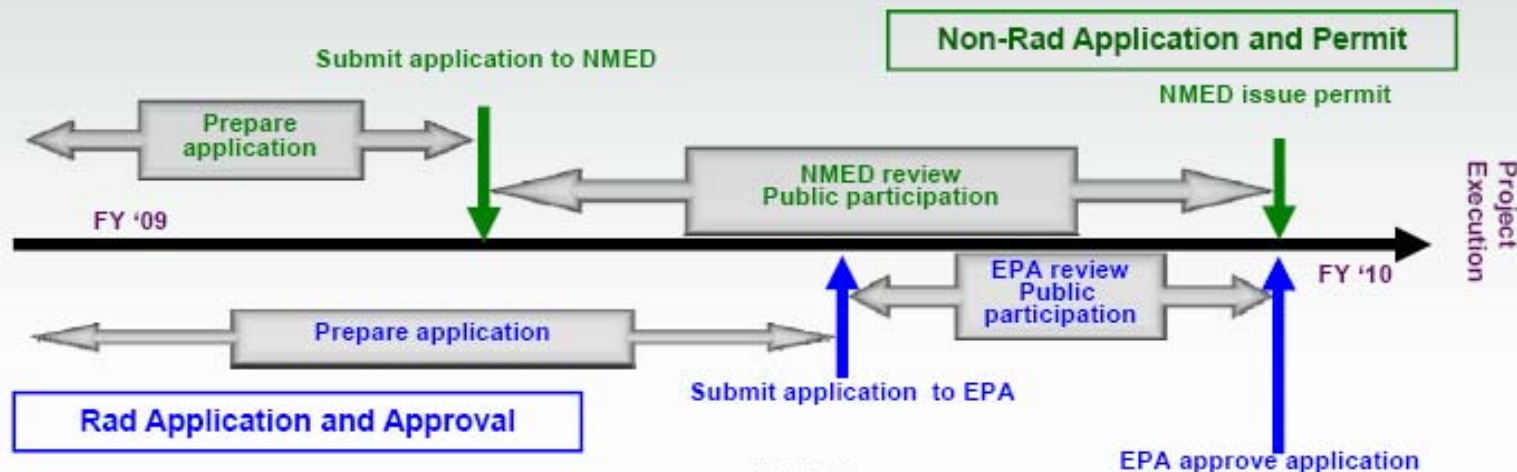 Non-Rad Application and Permit
Submit application to NMED
NMED issue permit
Prepare
application
NMED review
Public participation
Project
Execution
FY ‘09
FY ‘10
EPA review
Public
participation
Prepare application
Submit application to EPA
Rad Application and Approval
EPA approve application